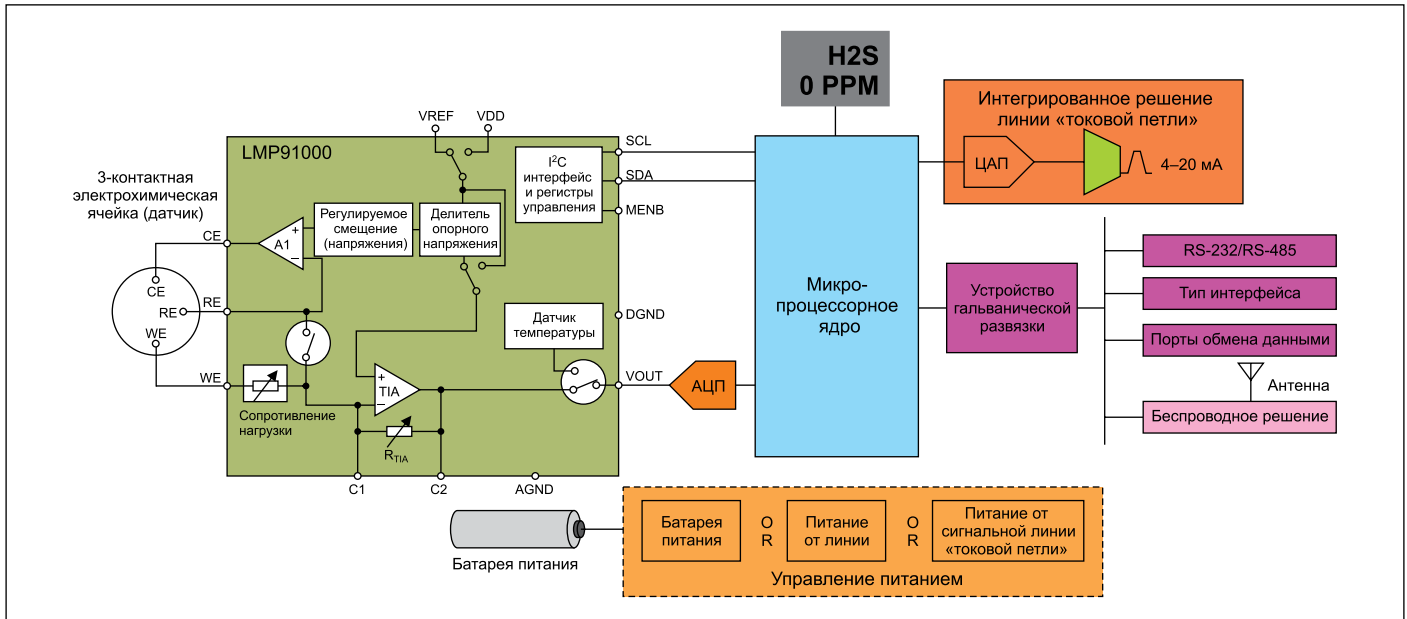 H2S
0 PPM
Интегрированное решение
линии «токовой петли»
ЦАП
4–20 мА
VREF
VDD
LMP91000
SCL
I²C
интерфейс
и регистры
управления
SDA
MENB
3-контактная
электрохимическая
ячейка (датчик)
Регулируемое
смещение
(напряжения)
Делитель
опорного
напряжения
CE
A1
+
–
CE
RE
RE
WE
WE
Датчик
температуры
DGND
VOUT
АЦП
Микро-
процессорное
ядро
Устройство
гальванической
развязки
RS-232/RS-485
Тип интерфейса
Порты обмена данными
Антенна
Беспроводное решение
+
TIA
–
Сопротивление
нагрузки
RTIA
C1
C2
AGND
Батарея питания
Батарея
питания
O
R
Питание
от линии
O
R
Питание от
сигнальной линии
«токовой петли»
Управление питанием